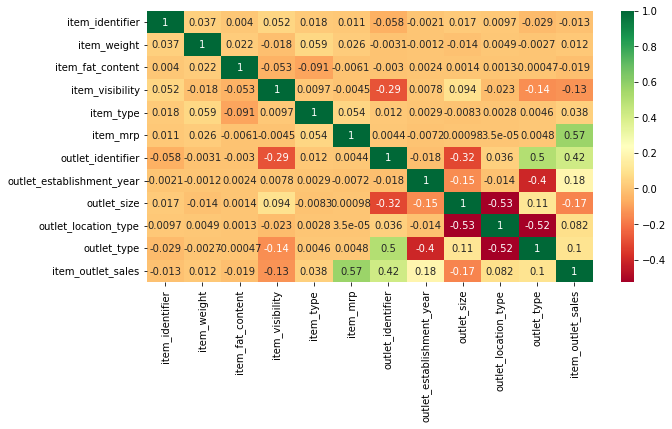 item_identifier 1 0.037 0.004 0.052 0.018 0.011 -0.058 -0.0021 0.017 0.0097 -0.029 -0.013
item_weight 0.037 1 0.022 -0.018 0.059 0.026 -0.0031 -0.0012 -0.014 0.0049 -0.0027 0.012
item_fat_content 0.004 0.022 1 -0.053 -0.091 -0.0061 -0.003 0.0024 0.0014 0.0013 -0.00047 -0.019
item_visibility 0.052 -0.018 -0.053 1 0.0097 -0.0045 -0.29 0.0078 0.094 -0.023 -0.14 -0.13
item_type 0.018 0.059 -0.091 0.0097 1 0.054 0.012 0.0029 -0.0083 0.0028 0.0046 0.038
item_mrp 0.011 0.026 -0.0061 -0.0045 0.054 1 0.0044 -0.0072 0.00098 3.5e-05 0.0048 0.57
outlet_identifier -0.058 -0.0031 -0.003 -0.29 0.012 0.0044 1 -0.018 -0.32 0.036 0.5 0.42
outlet_establishment_year -0.0021 -0.0012 0.0024 0.0078 0.0029 -0.0072 -0.018 1 -0.15 -0.014 -0.4 0.18
outlet_size 0.017 -0.014 0.0014 0.094 -0.0083 0.00098 -0.32 -0.15 1 -0.53 0.11 -0.17
outlet_location_type 0.0097 0.0049 0.0013 -0.023 0.0028 3.5e-05 0.036 -0.014 -0.53 1 -0.52 0.082
outlet_type -0.029 -0.0027 -0.00047 -0.14 0.0046 0.0048 0.5 -0.4 0.11 -0.52 1 0.1
item_outlet_sales -0.013 0.012 -0.019 -0.13 0.038 0.57 0.42 0.18 -0.17 0.082 0.1 1
item_identifier
item_weight
item_fat_content
item_visibility
item_type
item_mrp
outlet_identifier
outlet_establishment_year
outlet_size
outlet_location_type
outlet_type
item_outlet_sales
1.0
0.8
0.6
0.4
0.2
0.0
−0.2
−0.4